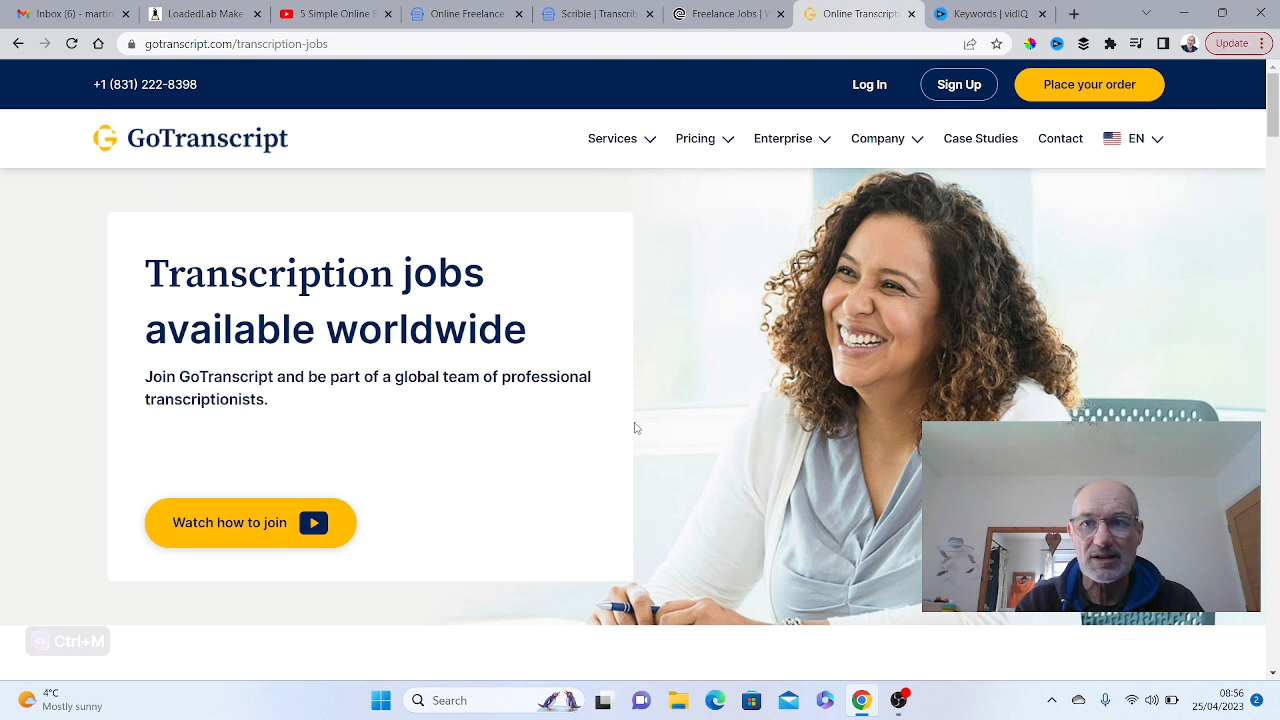 Inbox (6) - martin
Loadedaudio -
5 Simple Online
Online Freelance
Scribie | Transcri
Freelance Jobs | V
Online Transcripti
Keywords | vidIQ
gotranscript.com/transcription-jobs
Update
+1 (831) 222-8398
Log In
Sign Up
Place your order
GoTranscript
Services
Pricing
Enterprise
Company
Case Studies
Contact
EN
Transcription jobs
available worldwide
Join GoTranscript and be part of a global team of professional
transcriptionists.
Watch how to join
Ctrl+M
4°C
Mostly sunny
Search
08:56
25/04/2023
2